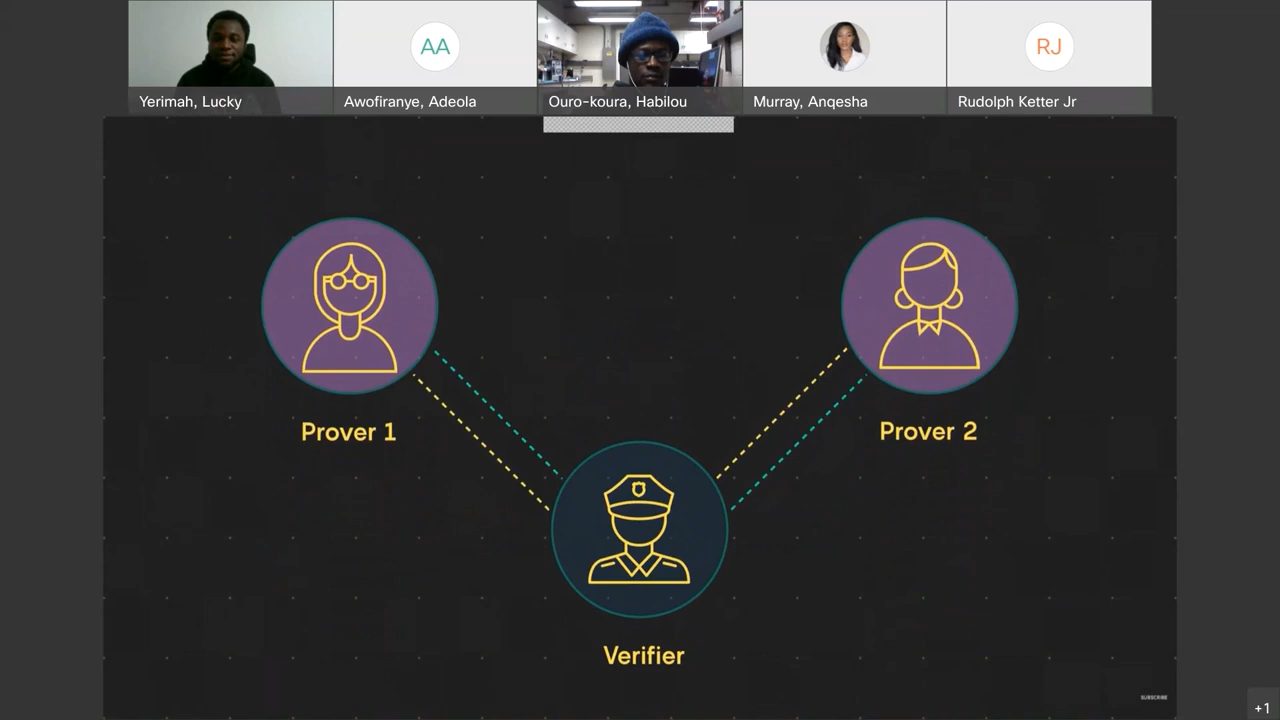 AA
RJ
Yerimah, Lucky
Awofiranye, Adeola
Ouro-koura, Habilou
Murray, Anqesha
Rudolph Ketter Jr
Prover 1
Prover 2
Verifier
SUBSCRIBE
+1